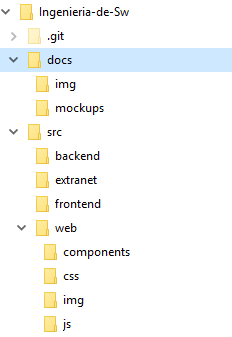 Ingenieria-de-Sw
.git
docs
img
mockups
src
backend
extranet
frontend
web
components
css
img
js